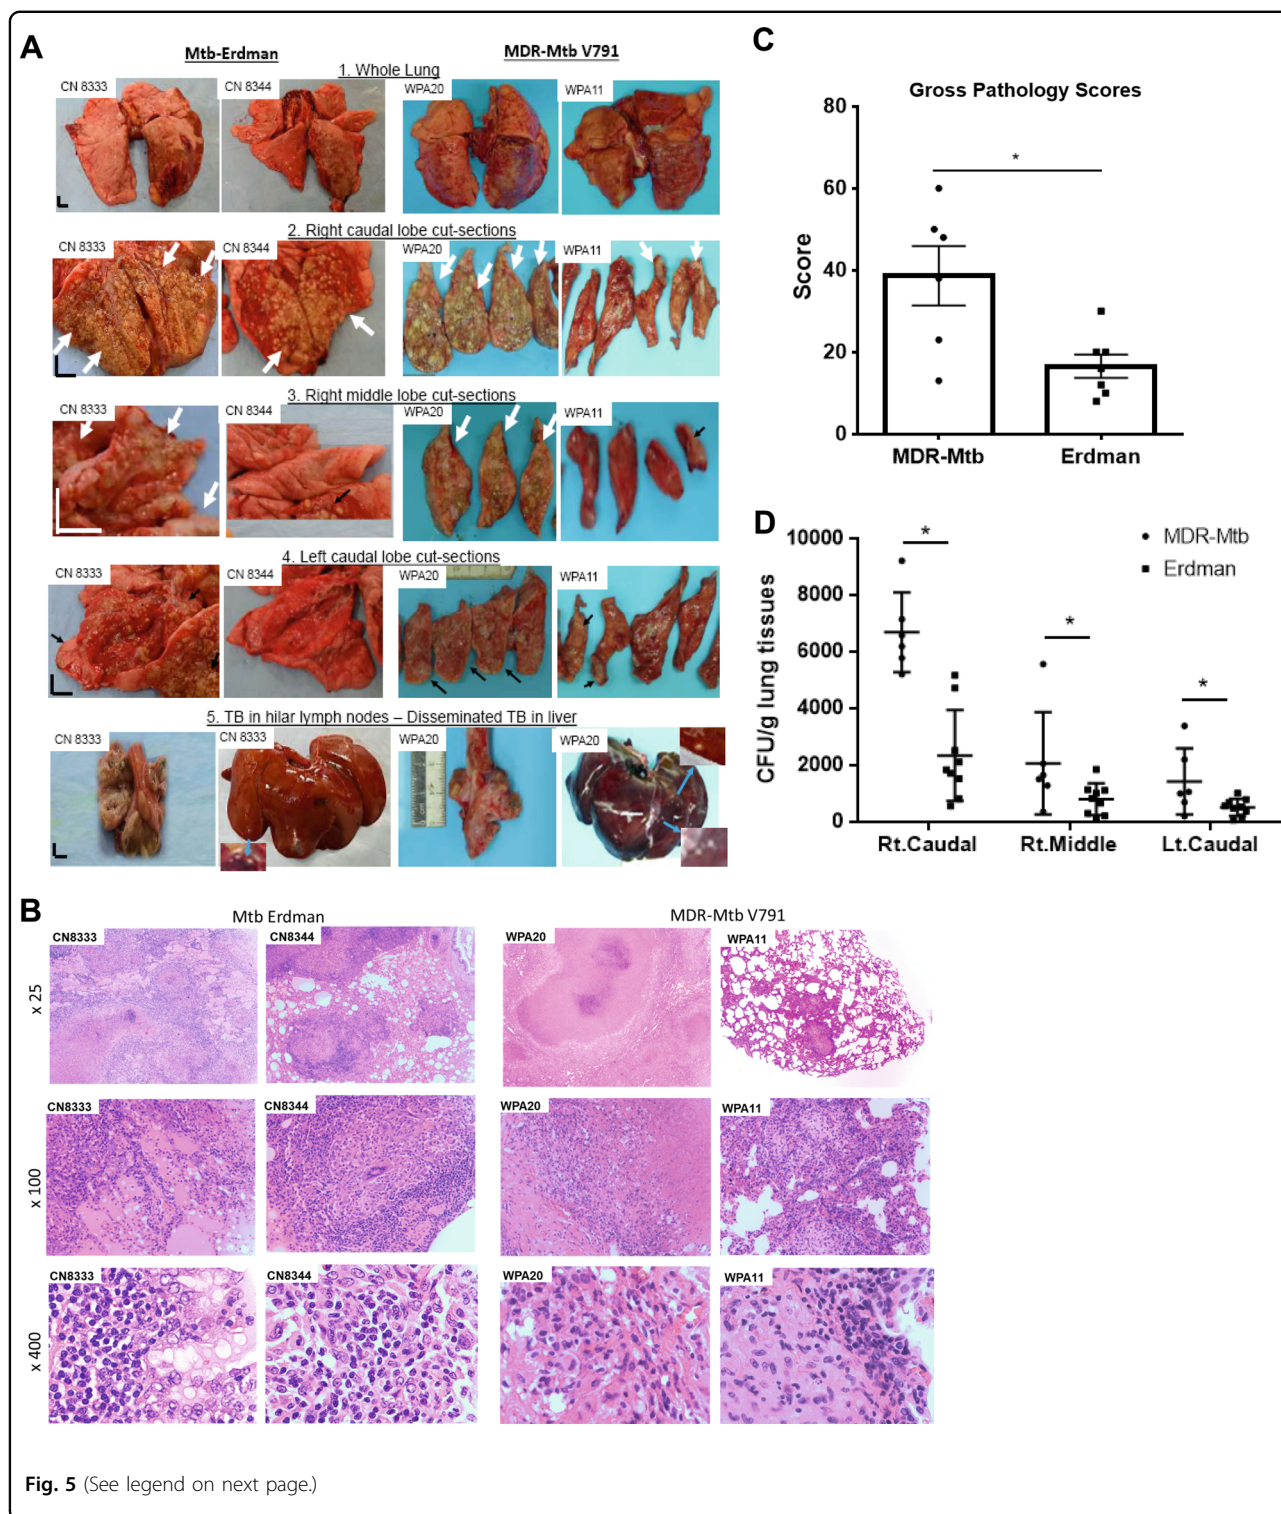 A
Mtb-Erdman
MDR-Mtb V791
1. Whole Lung
CN 8333
CN 8344
WPA20
WPA11
2. Right caudal lobe cut-sections
CN 8333
CN 8344
WPA20
WPA11
3. Right middle lobe cut-sections
CN 8333
CN 8344
WPA20
WPA11
4. Left caudal lobe cut-sections
CN 8333
CN 8344
WPA20
WPA11
5. TB in hilar lymph nodes – Disseminated TB in liver
CN 8333
CN 8333
WPA20
WPA20
B
Mtb Erdman
MDR-Mtb V791
x 25
CN8333
CN8344
WPA20
WPA11
x 100
CN8333
CN8344
WPA20
WPA11
x 400
CN8333
CN8344
WPA20
WPA11
C
Gross Pathology Scores
Score
80
60
40
20
0
*
MDR-Mtb
Erdman
D
CFU/g lung tissues
10000
8000
6000
4000
2000
0
*
*
*
MDR-Mtb
Erdman
Rt.Caudal
Rt.Middle
Lt.Caudal
Fig. 5 (See legend on next page.)